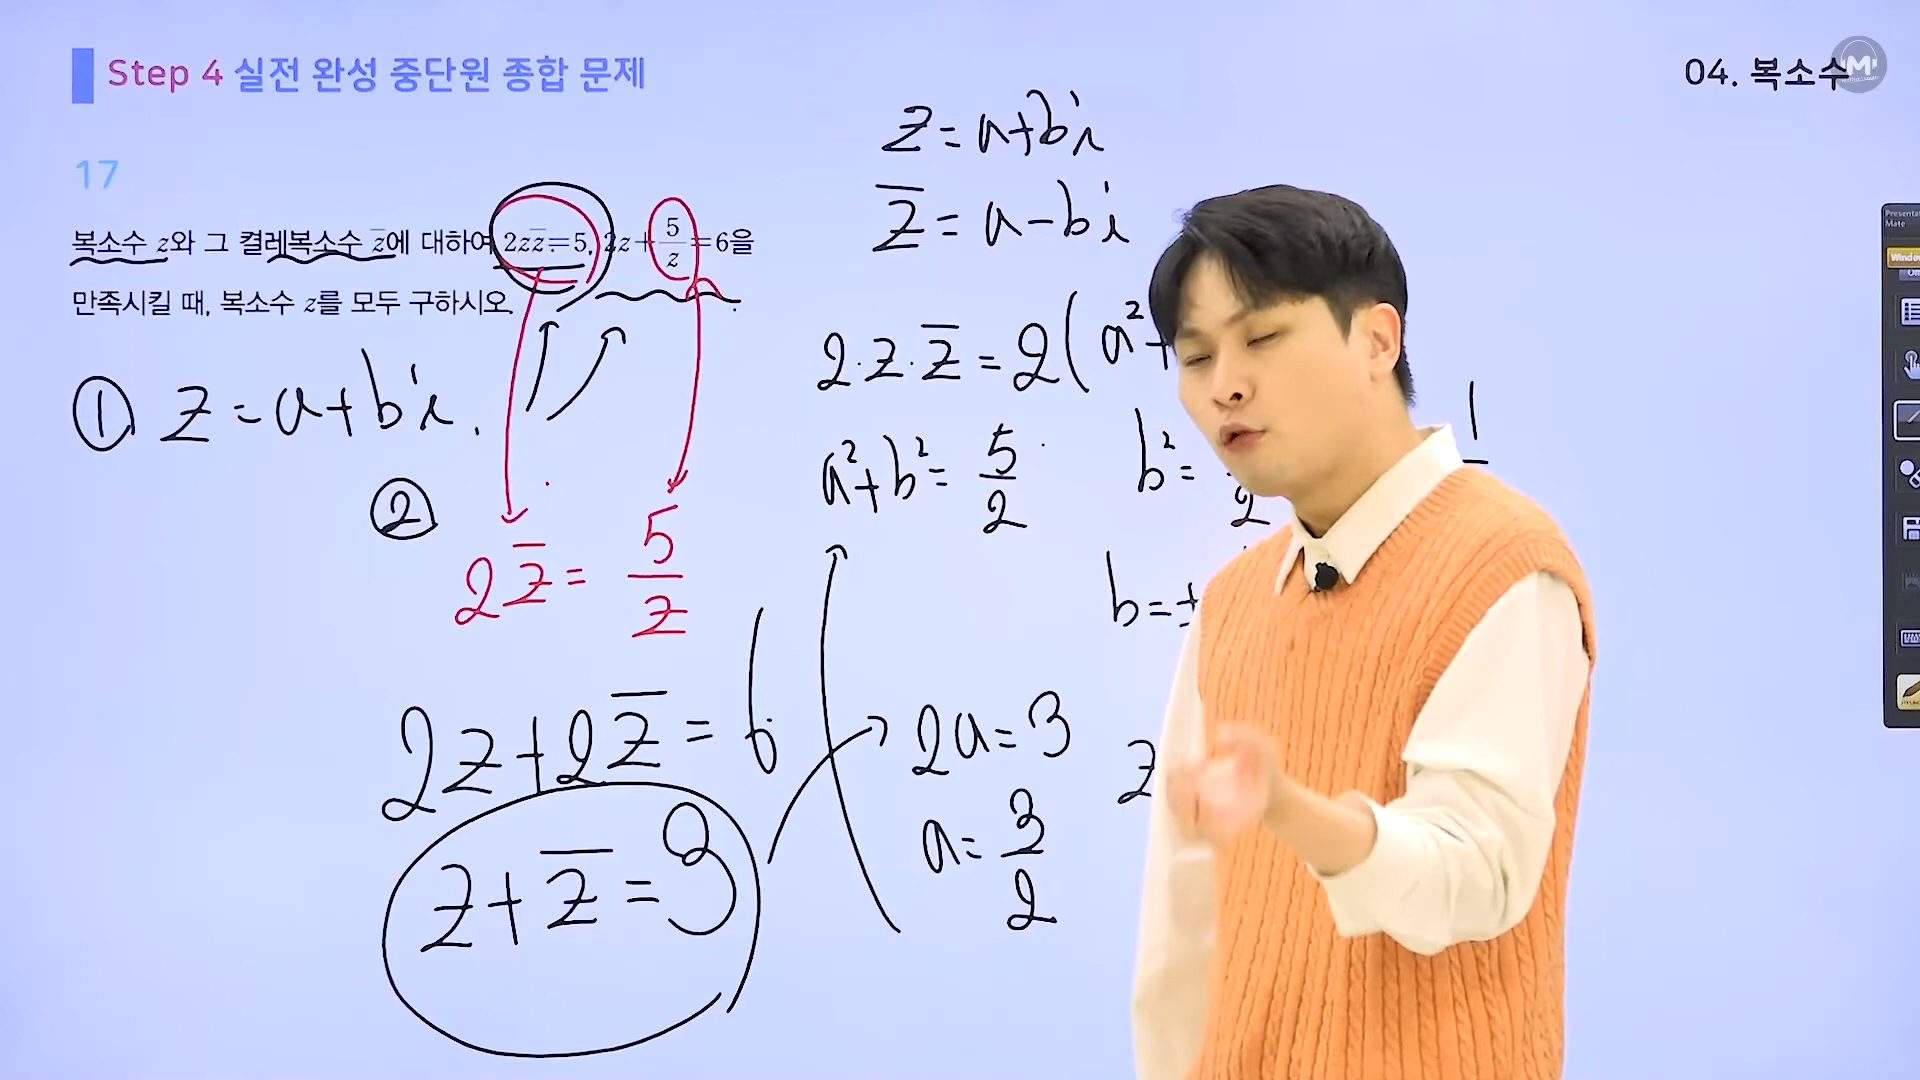 Step 4 실전 완성 중단원 종합 문제
04. 복소수
M
17
복소수 z와 그 켤레복소수 z̅에 대하여 2zz̅=5, 2z+5/z=6을
만족시킬 때, 복소수 z를 모두 구하시오.
① z=a+bi.
②
2z̅=5/z
2z+2z̅=6
z+z̅=3
z=a+bi
z̅=a-bi
2·z·z̅=2(a²+
a²+b²=5/2
b²=
2
1
b=±
2a=3
a=3/2
z
Mate